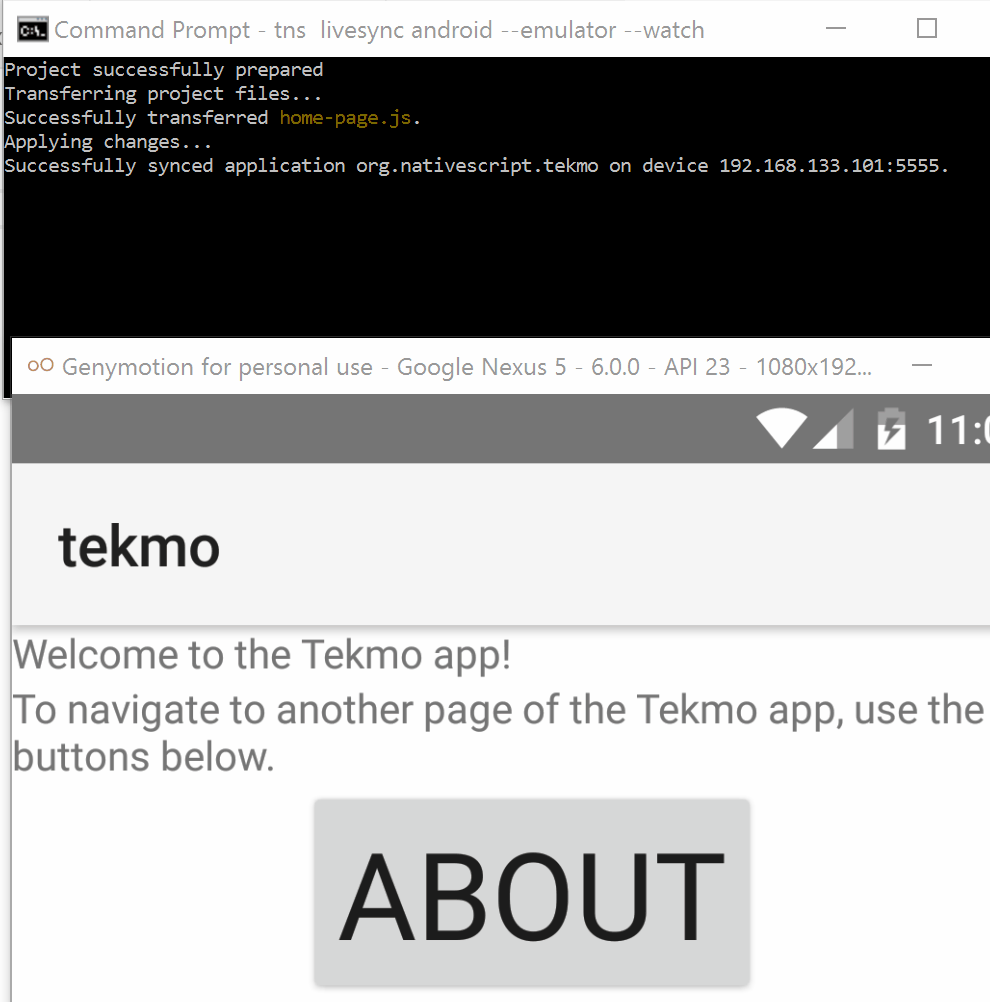 Command Prompt - tns  livesync android --emulator --watch
Project successfully prepared
Transferring project files...
Successfully transferred home-page.js.
Applying changes...
Successfully synced application org.nativescript.tekmo on device 192.168.133.101:5555.
Genymotion for personal use - Google Nexus 5 - 6.0.0 - API 23 - 1080x192...
tekmo
Welcome to the Tekmo app!
To navigate to another page of the Tekmo app, use the
buttons below.
ABOUT